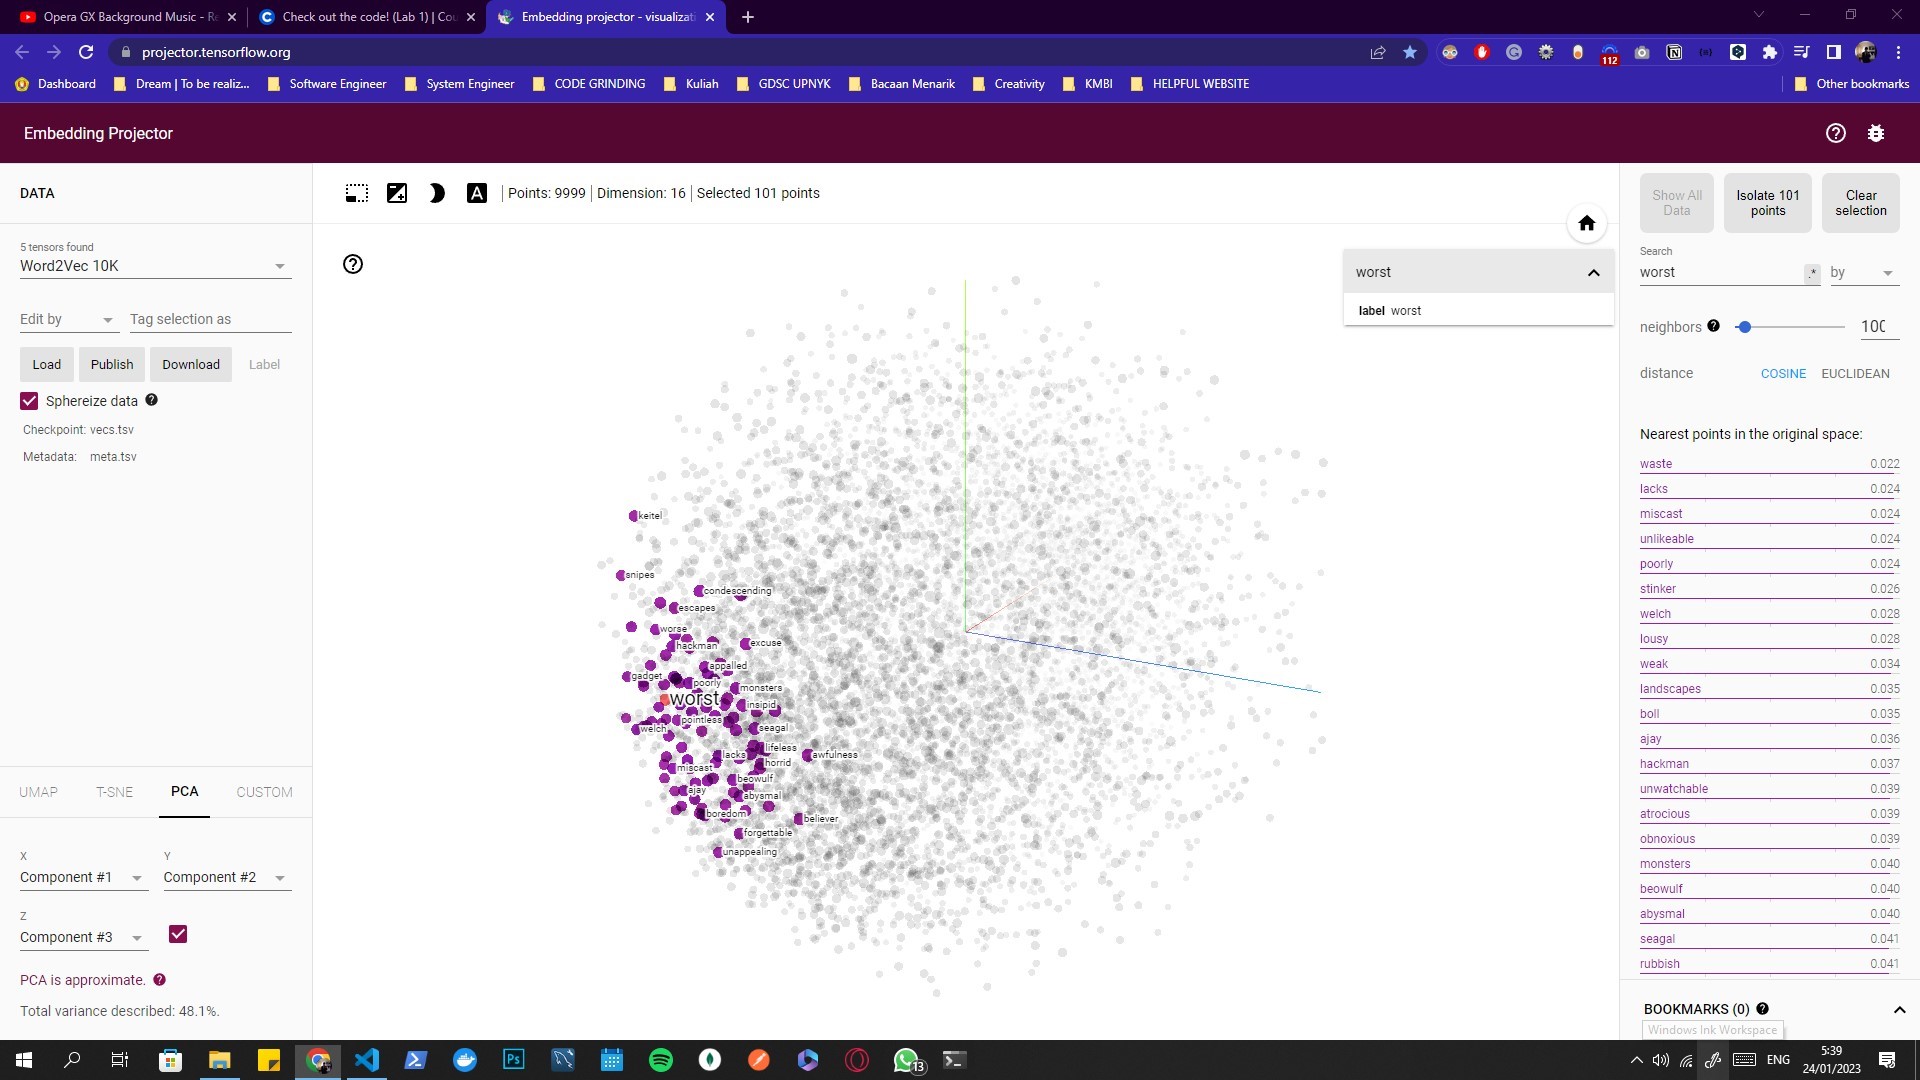 Opera GX Background Music - Re
Check out the code! (Lab 1) | Cou
Embedding projector - visualizati
projector.tensorflow.org
112
Dashboard
Dream | To be realiz...
Software Engineer
System Engineer
CODE GRINDING
Kuliah
GDSC UPNYK
Bacaan Menarik
Creativity
KMBI
HELPFUL WEBSITE
Other bookmarks
Embedding Projector
DATA
5 tensors found
Word2Vec 10K
Edit by
Tag selection as
Load
Publish
Download
Label
Sphereize data
Checkpoint: vecs.tsv
Metadata: meta.tsv
UMAP
T-SNE
PCA
CUSTOM
X
Component #1
Y
Component #2
Z
Component #3
PCA is approximate.
Total variance described: 48.1%.
A
Points: 9999 | Dimension: 16 | Selected 101 points
worst
label worst
keitel
snipes
condescending
escapes
worse
hackman
excuse
appalled
gadget
poorly
monsters
worst
insipid
pointless
welch
seagal
lifeless
lacks
awfulness
horrid
miscast
beowulf
ajay
abysmal
boredom
believer
forgettable
unappealing
Show All Data
Isolate 101 points
Clear selection
Search
worst
.*
by
neighbors
100
distance
COSINE
EUCLIDEAN
Nearest points in the original space:
waste 0.022
lacks 0.024
miscast 0.024
unlikeable 0.024
poorly 0.024
stinker 0.026
welch 0.028
lousy 0.028
weak 0.034
landscapes 0.035
boll 0.035
ajay 0.036
hackman 0.037
unwatchable 0.039
atrocious 0.039
obnoxious 0.039
monsters 0.040
beowulf 0.040
abysmal 0.040
seagal 0.041
rubbish 0.041
BOOKMARKS (0)
Windows Ink Workspace
Ps
13
ENG
5:39
24/01/2023